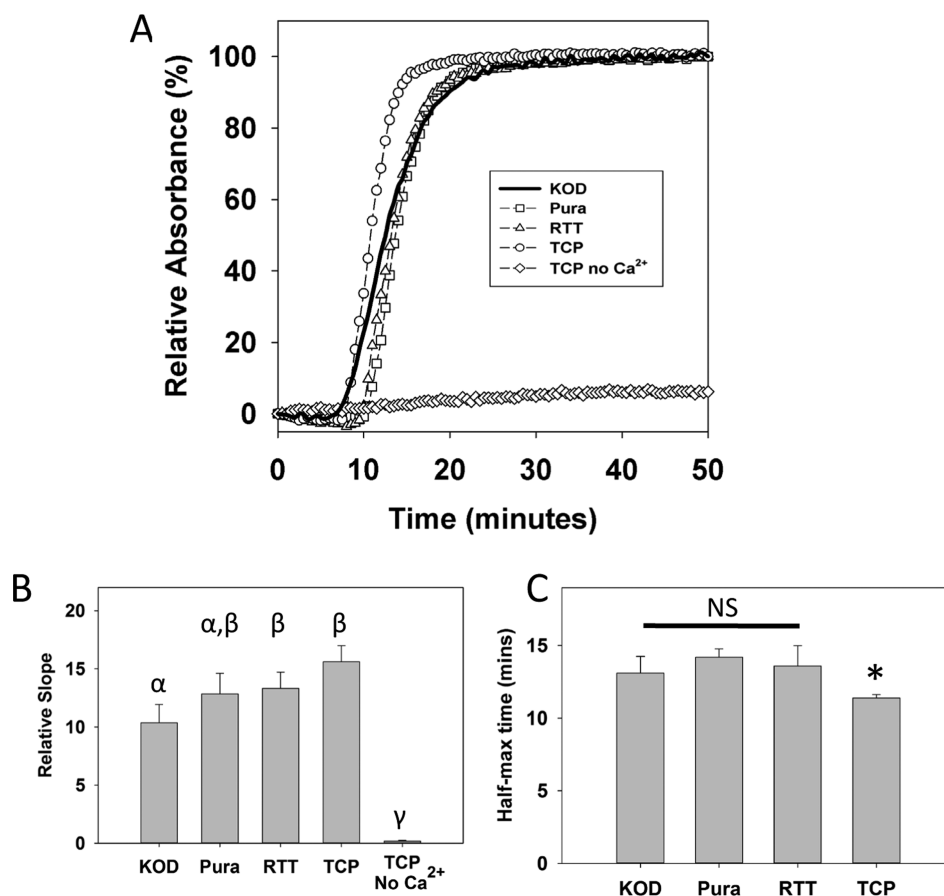 A
Relative Absorbance (%)
100
80
60
40
20
0
KOD
Pura
RTT
TCP
TCP no Ca²⁺
0 10 20 30 40 50
Time (minutes)
B
Relative Slope
20
15
10
5
0
α
α,β
β
β
γ
KOD Pura RTT TCP TCP
No Ca²⁺
C
Half-max time (mins)
15
10
5
0
NS
*
KOD Pura RTT TCP